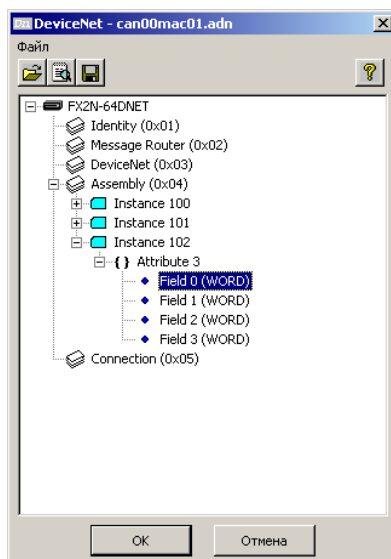 DeviceNet - can00mac01.adn
Файл
FX2N-64DNET
Identity (0x01)
Message Router (0x02)
DeviceNet (0x03)
Assembly (0x04)
Instance 100
Instance 101
Instance 102
{ } Attribute 3
Field 0 (WORD)
Field 1 (WORD)
Field 2 (WORD)
Field 3 (WORD)
Connection (0x05)
OK Отмена